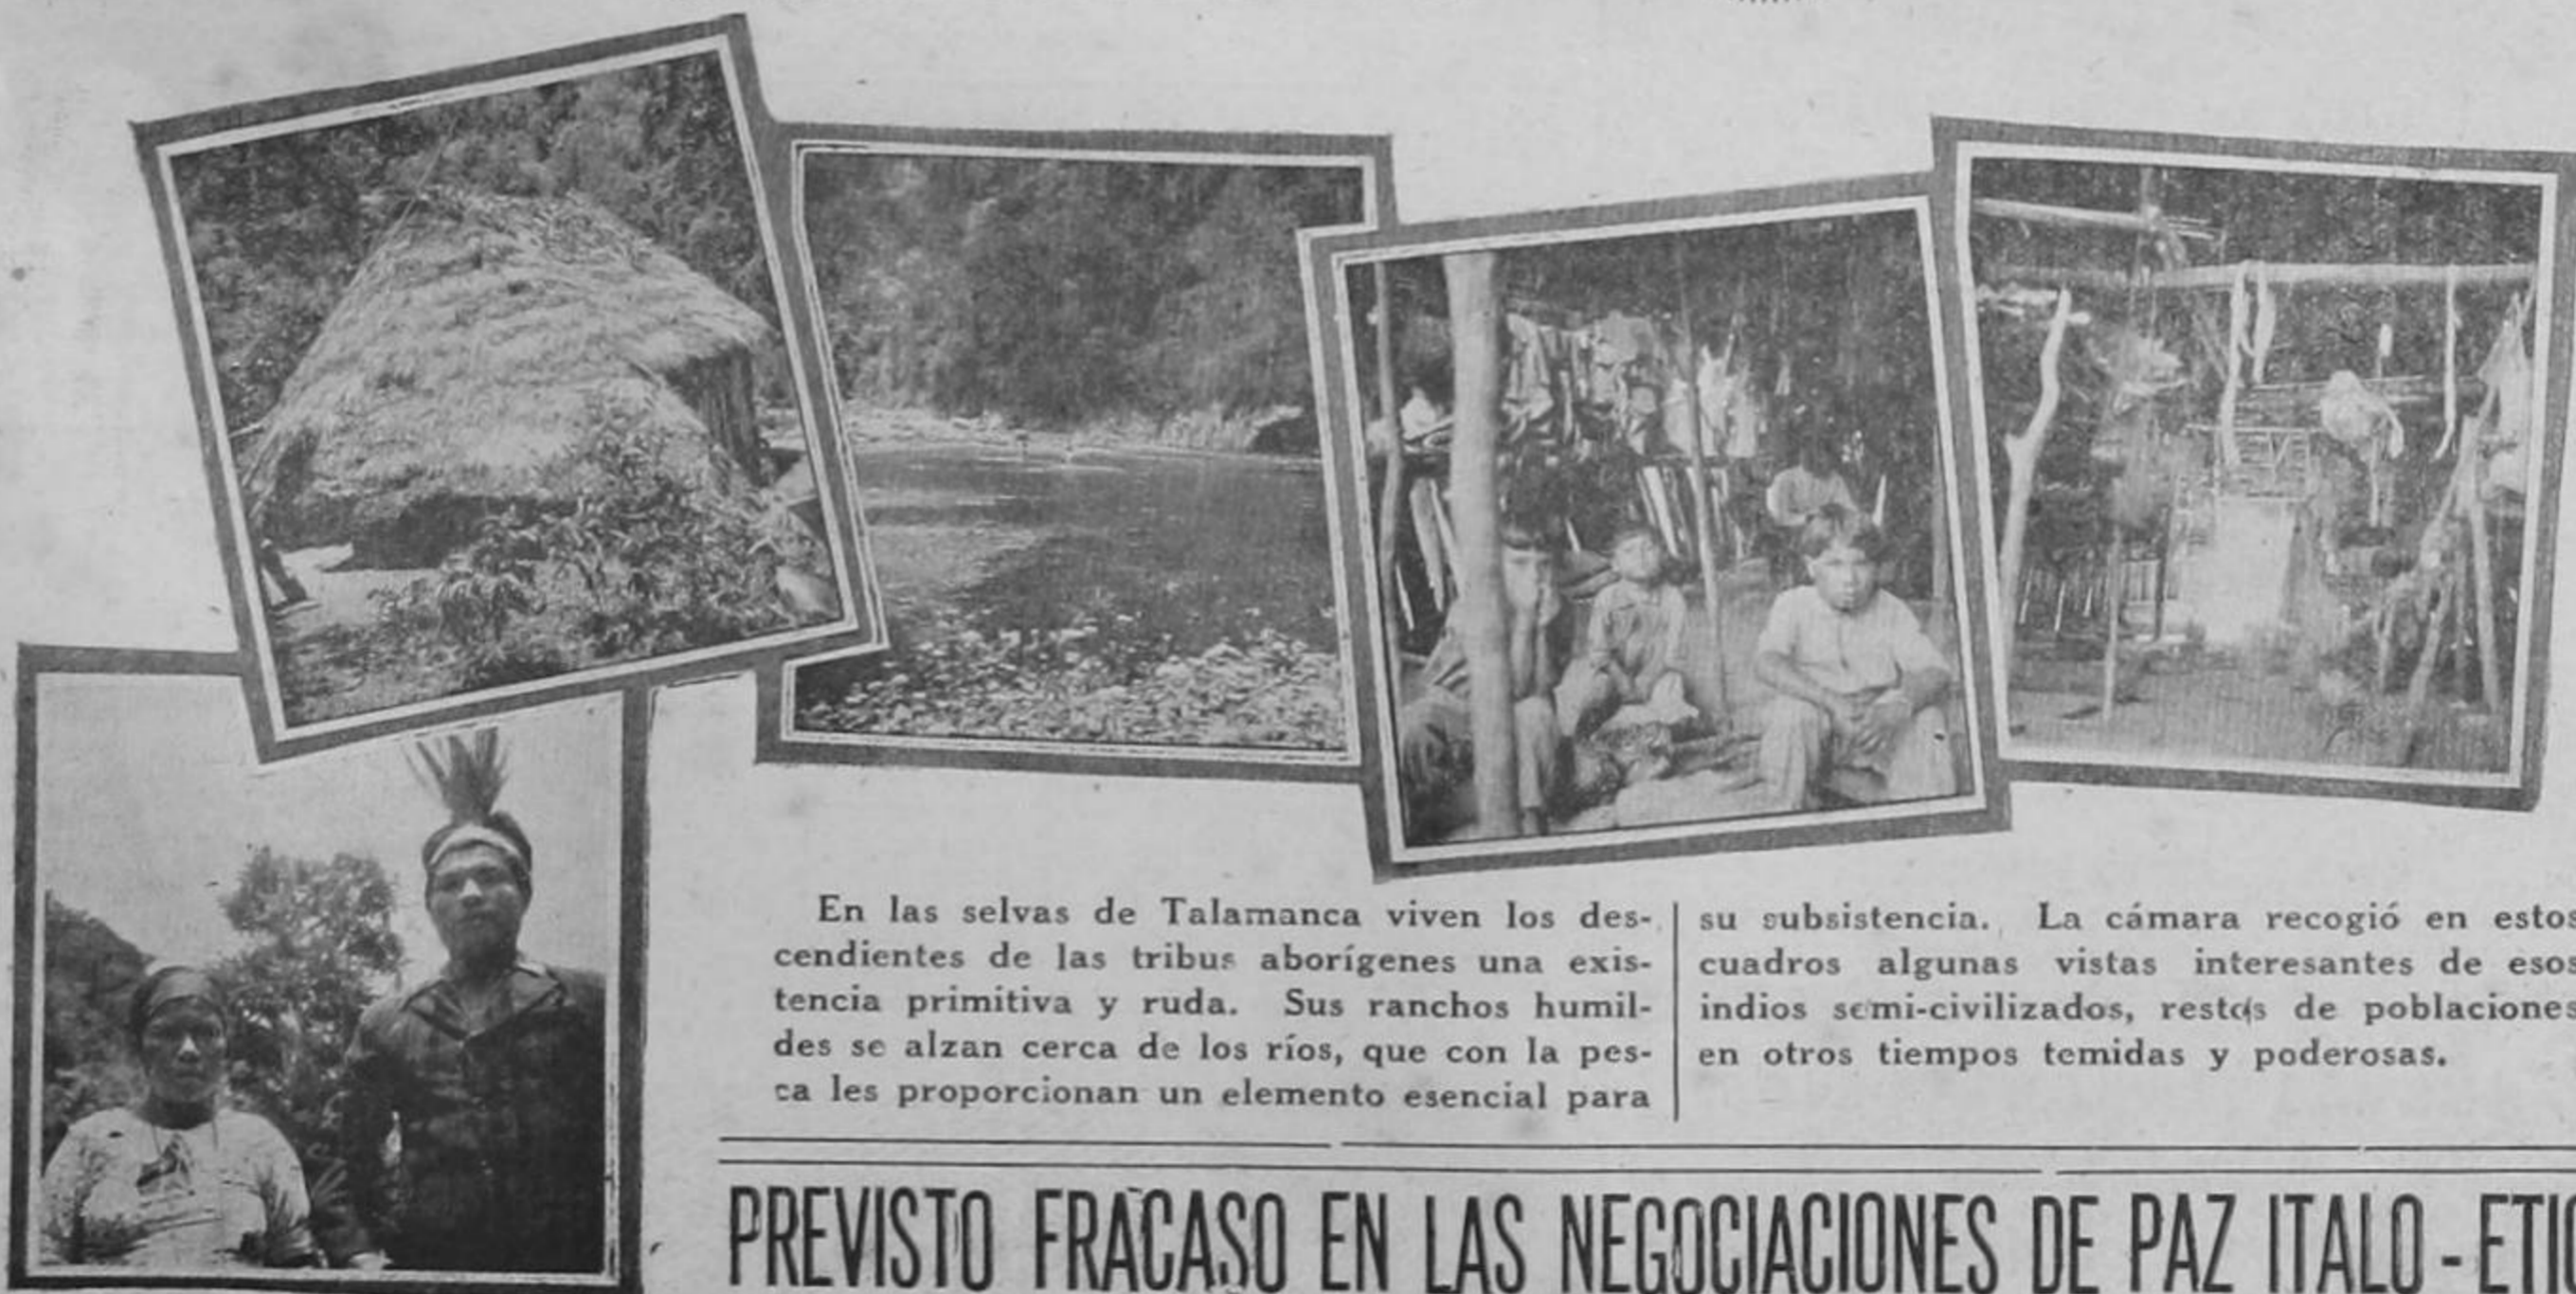 En las selvas de Talamanca viven los des-
cendientes de las tribus aborígenes una exis-
tencia primitiva y ruda. Sus ranchos humil-
des se alzan cerca de los ríos, que con la pes-
ca les proporcionan un elemento esencial para
su subsistencia. La cámara recogió en estos
cuadros algunas vistas interesantes de esos
indios semi-civilizados, restos de poblaciones
en otros tiempos temidas y poderosas.
PREVISTO FRACASO EN LAS NEGOCIACIONES DE PAZ ITALO - ETIO